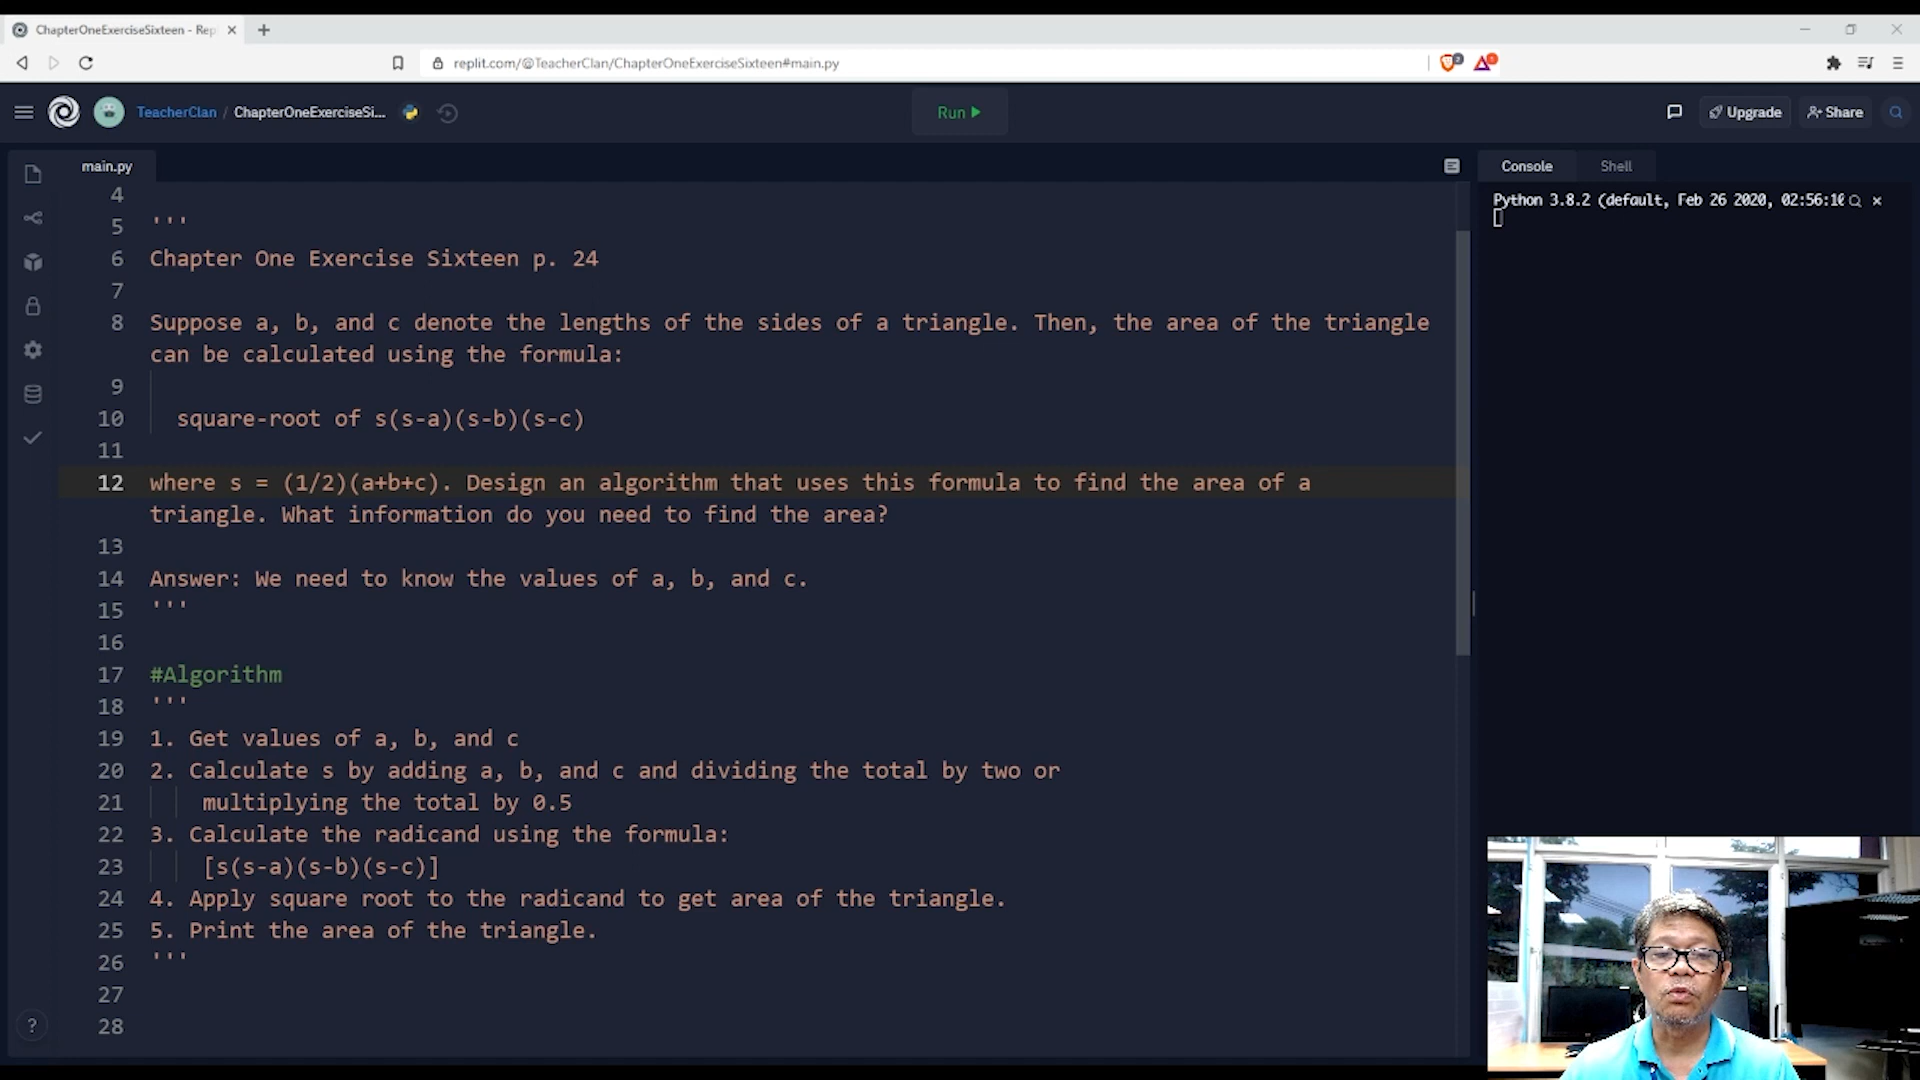 ChapterOneExerciseSixteen - Rep
replit.com/@TeacherClan/ChapterOneExerciseSixteen#main.py
TeacherClan / ChapterOneExerciseSi...
Run
Upgrade
Share
main.py
Console
Shell
Python 3.8.2 (default, Feb 26 2020, 02:56:10
4
5 '''
6 Chapter One Exercise Sixteen p. 24
7
8 Suppose a, b, and c denote the lengths of the sides of a triangle. Then, the area of the triangle
can be calculated using the formula:
9
10 square-root of s(s-a)(s-b)(s-c)
11
12 where s = (1/2)(a+b+c). Design an algorithm that uses this formula to find the area of a
triangle. What information do you need to find the area?
13
14 Answer: We need to know the values of a, b, and c.
15 '''
16
17 #Algorithm
18 '''
19 1. Get values of a, b, and c
20 2. Calculate s by adding a, b, and c and dividing the total by two or
21 multiplying the total by 0.5
22 3. Calculate the radicand using the formula:
23 [s(s-a)(s-b)(s-c)]
24 4. Apply square root to the radicand to get area of the triangle.
25 5. Print the area of the triangle.
26 '''
27
28
?